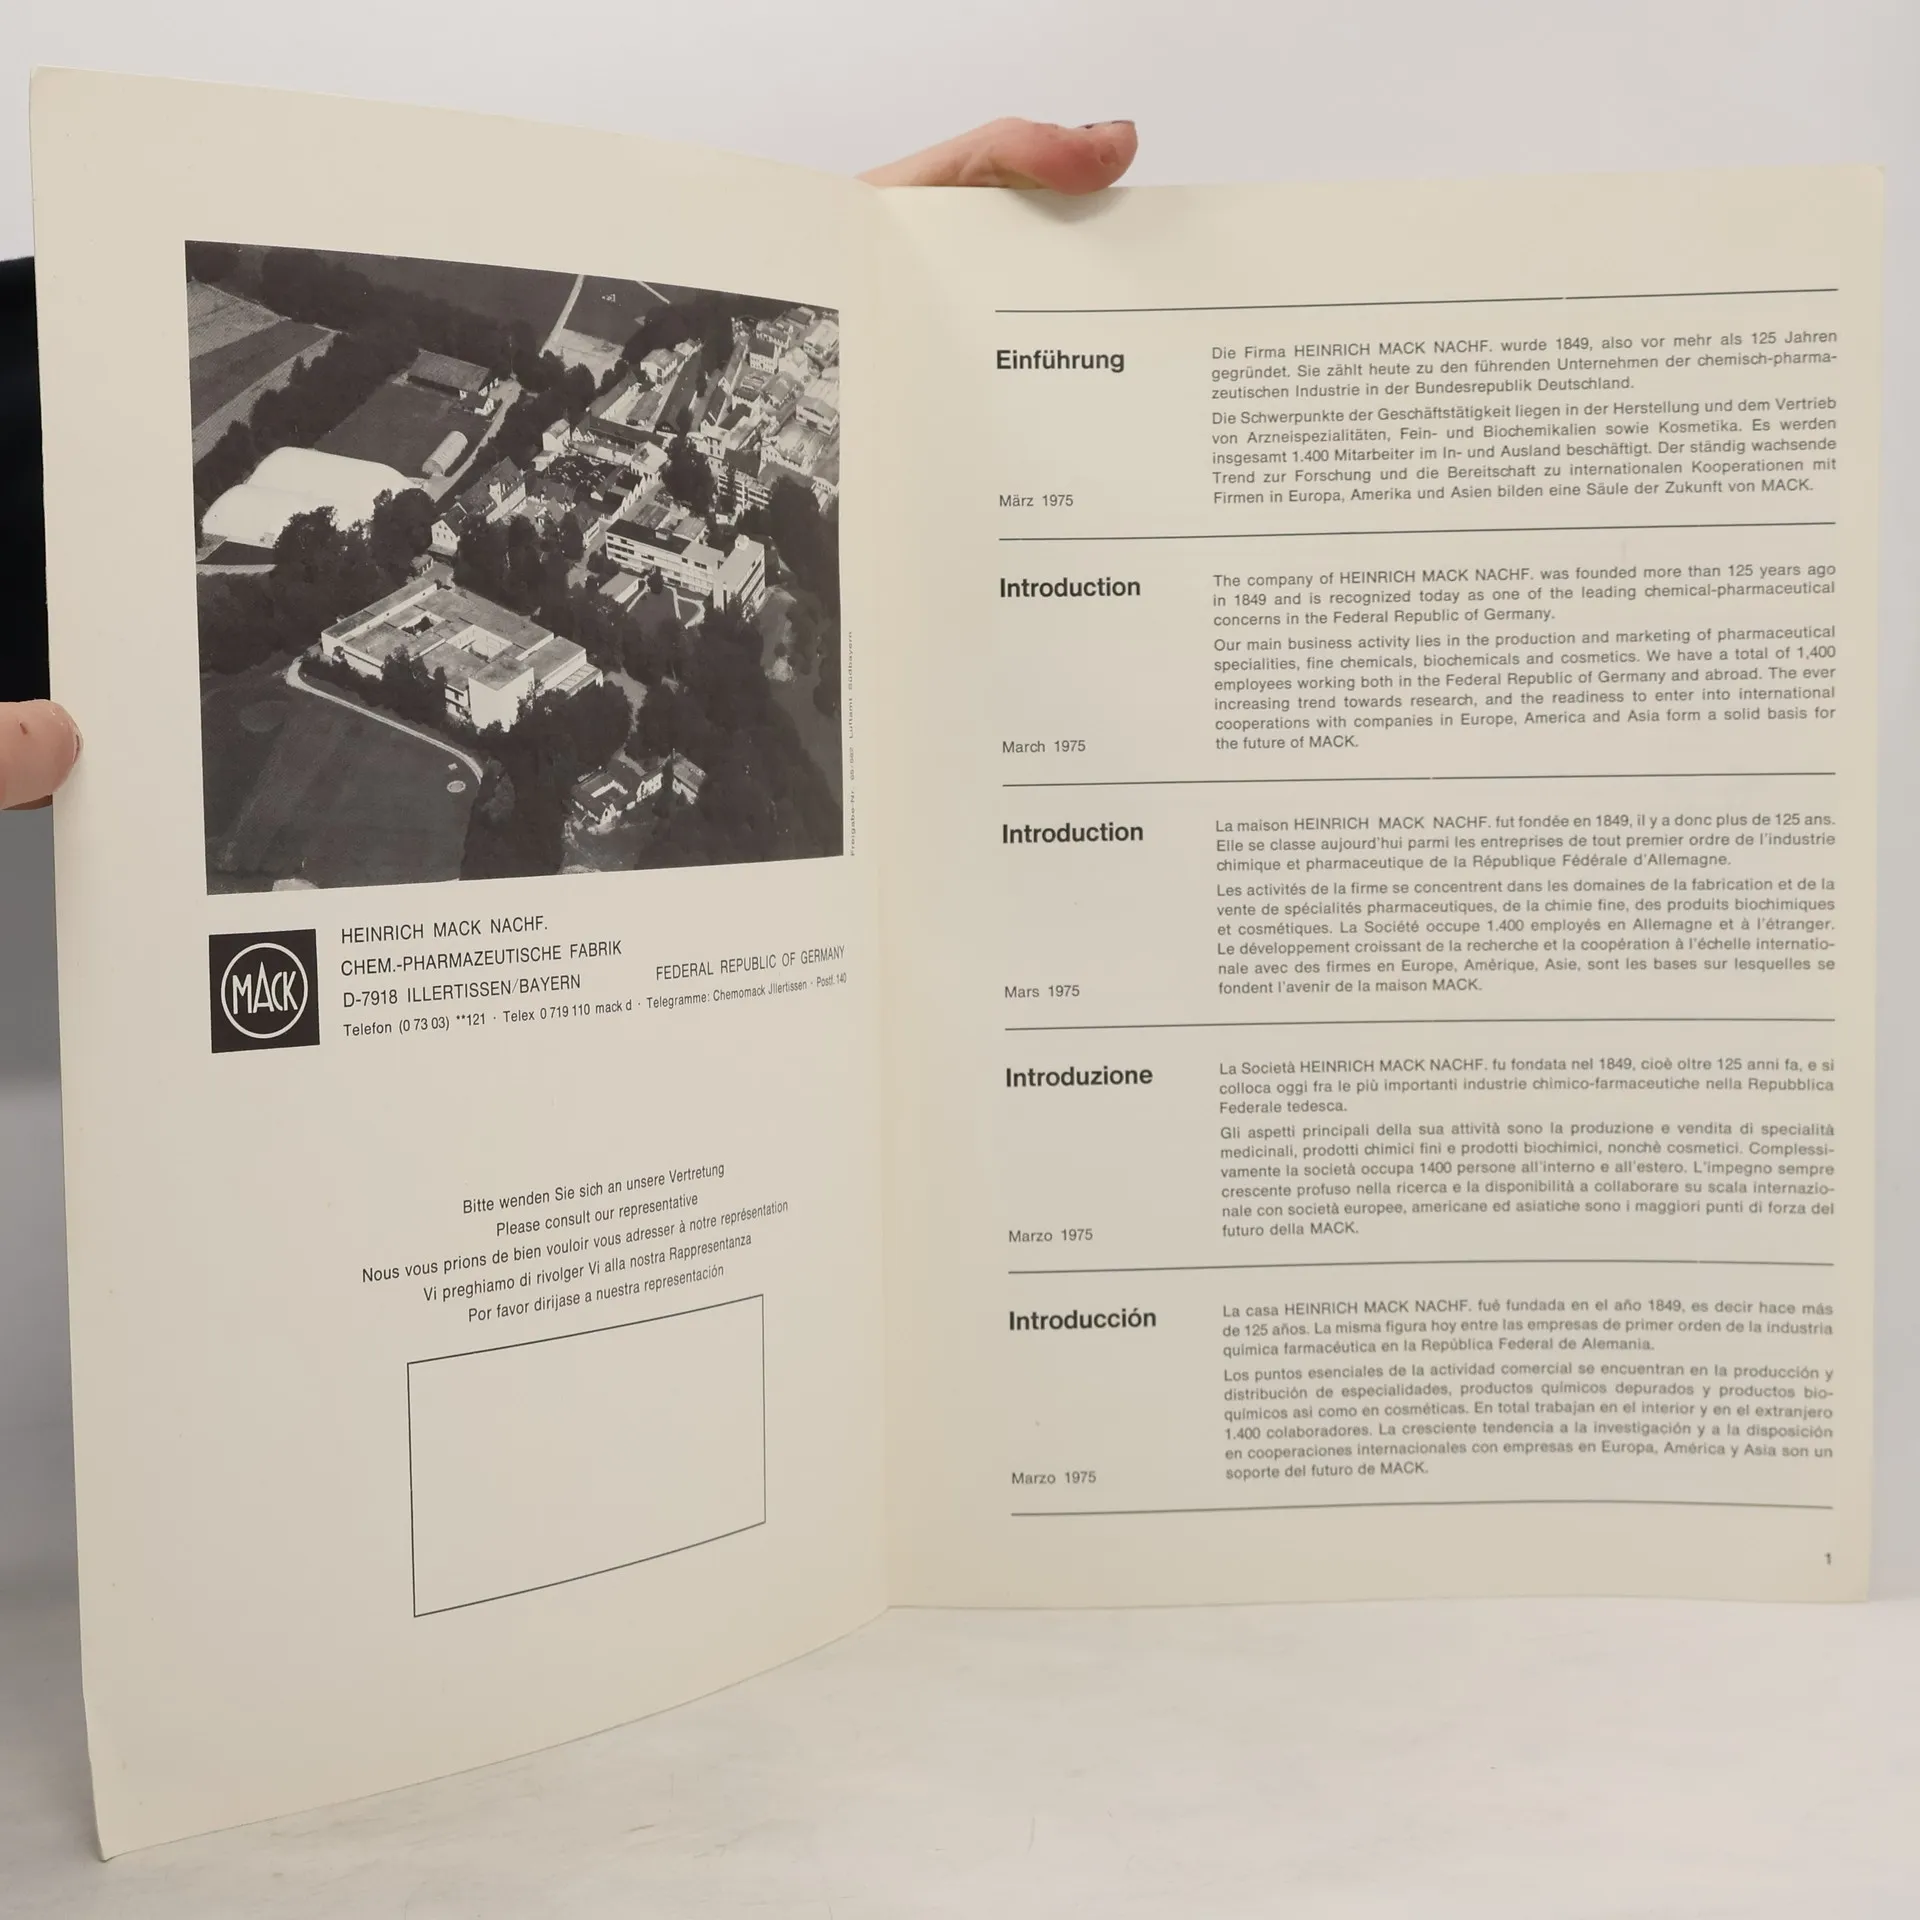 Freigabe-Nr. Luftamt Südbayern
MACK
HEINRICH MACK NACHF.
CHEM.-PHARMAZEUTISCHE FABRIK
D-7918 ILLERTISSEN/BAYERN FEDERAL REPUBLIC OF GERMANY
Telefon (0 73 03) **121 · Telex 0 719 110 mack d · Telegramme: Chemomack Jllertissen · Postf. 140
Bitte wenden Sie sich an unsere Vertretung
Please consult our representative
Nous vous prions de bien vouloir vous adresser à notre représentation
Vi preghiamo di rivolger Vi alla nostra Rappresentanza
Por favor dirijase a nuestra representación
Einführung
Die Firma HEINRICH MACK NACHF. wurde 1849, also vor mehr als 125 Jahren
gegründet. Sie zählt heute zu den führenden Unternehmen der chemisch-pharma-
zeutischen Industrie in der Bundesrepublik Deutschland.
Die Schwerpunkte der Geschäftstätigkeit liegen in der Herstellung und dem Vertrieb
von Arzneispezialitäten, Fein- und Biochemikalien sowie Kosmetika. Es werden
insgesamt 1.400 Mitarbeiter im In- und Ausland beschäftigt. Der ständig wachsende
Trend zur Forschung und die Bereitschaft zu internationalen Kooperationen mit
Firmen in Europa, Amerika und Asien bilden eine Säule der Zukunft von MACK.
März 1975
Introduction
The company of HEINRICH MACK NACHF. was founded more than 125 years ago
in 1849 and is recognized today as one of the leading chemical-pharmaceutical
concerns in the Federal Republic of Germany.
Our main business activity lies in the production and marketing of pharmaceutical
specialities, fine chemicals, biochemicals and cosmetics. We have a total of 1,400
employees working both in the Federal Republic of Germany and abroad. The ever
increasing trend towards research, and the readiness to enter into international
cooperations with companies in Europe, America and Asia form a solid basis for
the future of MACK.
March 1975
Introduction
La maison HEINRICH MACK NACHF. fut fondée en 1849, il y a donc plus de 125 ans.
Elle se classe aujourd'hui parmi les entreprises de tout premier ordre de l'industrie
chimique et pharmaceutique de la République Fédérale d'Allemagne.
Les activités de la firme se concentrent dans les domaines de la fabrication et de la
vente de spécialités pharmaceutiques, de la chimie fine, des produits biochimiques
et cosmétiques. La Société occupe 1.400 employés en Allemagne et à l'étranger.
Le développement croissant de la recherche et la coopération à l'échelle internatio-
nale avec des firmes en Europe, Amérique, Asie, sont les bases sur lesquelles se
fondent l'avenir de la maison MACK.
Mars 1975
Introduzione
La Società HEINRICH MACK NACHF. fu fondata nel 1849, cioè oltre 125 anni fa, e si
colloca oggi fra le più importanti industrie chimico-farmaceutiche nella Repubblica
Federale tedesca.
Gli aspetti principali della sua attività sono la produzione e vendita di specialità
medicinali, prodotti chimici fini e prodotti biochimici, nonchè cosmetici. Complessi-
vamente la società occupa 1400 persone all'interno e all'estero. L'impegno sempre
crescente profuso nella ricerca e la disponibilità a collaborare su scala internazio-
nale con società europee, americane ed asiatiche sono i maggiori punti di forza del
futuro della MACK.
Marzo 1975
Introducción
La casa HEINRICH MACK NACHF. fué fundada en el año 1849, es decir hace más
de 125 años. La misma figura hoy entre las empresas de primer orden de la industria
química farmacéutica en la República Federal de Alemania.
Los puntos esenciales de la actividad comercial se encuentran en la producción y
distribución de especialidades, productos químicos depurados y productos bio-
químicos asi como en cosméticas. En total trabajan en el interior y en el extranjero
1.400 colaboradores. La cresciente tendencia a la investigación y a la disposición
en cooperaciones internacionales con empresas en Europa, América y Asia son un
soporte del futuro de MACK.
Marzo 1975
1